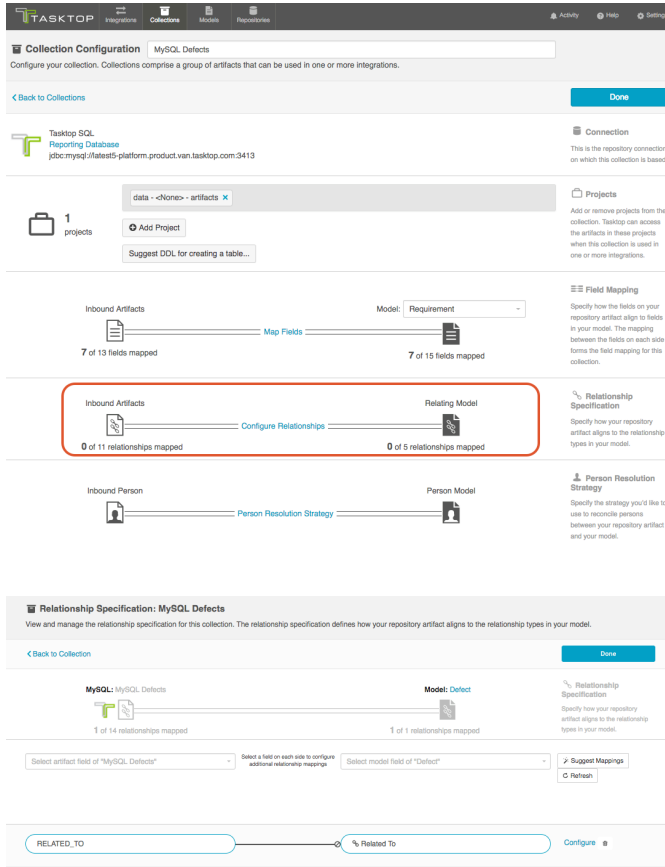 TASKTOP
Integrations
Collections
Models
Repositories
Activity
Help
Setting
Collection Configuration
MySQL Defects
Configure your collection. Collections comprise a group of artifacts that can be used in one or more integrations.
Back to Collections
Done
Tasktop SQL
Reporting Database
jdbc:mysql://latest5-platform.product.van.tasktop.com:3413
Connection
This is the repository connection
on which this collection is based
1
projects
data - <None> - artifacts
Add Project
Suggest DDL for creating a table...
Projects
Add or remove projects from the
collection. Tasktop can access
the artifacts in these projects
when this collection is used in
one or more integrations.
Inbound Artifacts
Model: Requirement
Map Fields
7 of 13 fields mapped
7 of 15 fields mapped
Field Mapping
Specify how the fields on your
repository artifact align to fields
in your model. The mapping
between the fields on each side
forms the field mapping for this
collection.
Inbound Artifacts
Relating Model
Configure Relationships
0 of 11 relationships mapped
0 of 5 relationships mapped
Relationship
Specification
Specify how your repository
artifact aligns to the relationship
types in your model.
Inbound Person
Person Model
Person Resolution Strategy
Person Resolution
Strategy
Specify the strategy you'd like to
use to reconcile persons
between your repository artifact
and your model.
Relationship Specification: MySQL Defects
View and manage the relationship specification for this collection. The relationship specification defines how your repository artifact aligns to the relationship types in your model.
Back to Collection
Done
MySQL: MySQL Defects
Model: Defect
1 of 14 relationships mapped
1 of 1 relationships mapped
Relationship
Specification
Specify how your repository
artifact aligns to the relationship
types in your model.
Select artifact field of "MySQL Defects"
Select a field on each side to configure
additional relationship mappings
Select model field of "Defect"
Suggest Mappings
Refresh
RELATED_TO
Related To
Configure